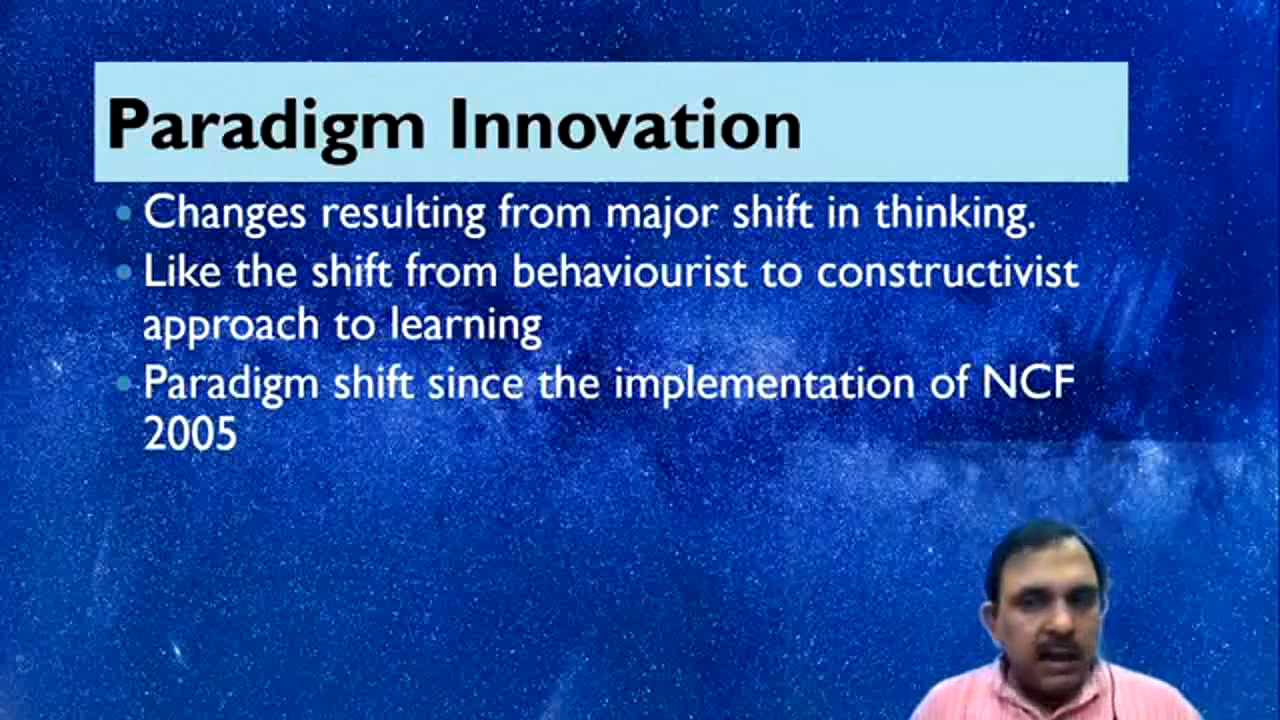 Paradigm Innovation
• Changes resulting from major shift in thinking.
• Like the shift from behaviourist to constructivist
approach to learning
• Paradigm shift since the implementation of NCF
2005